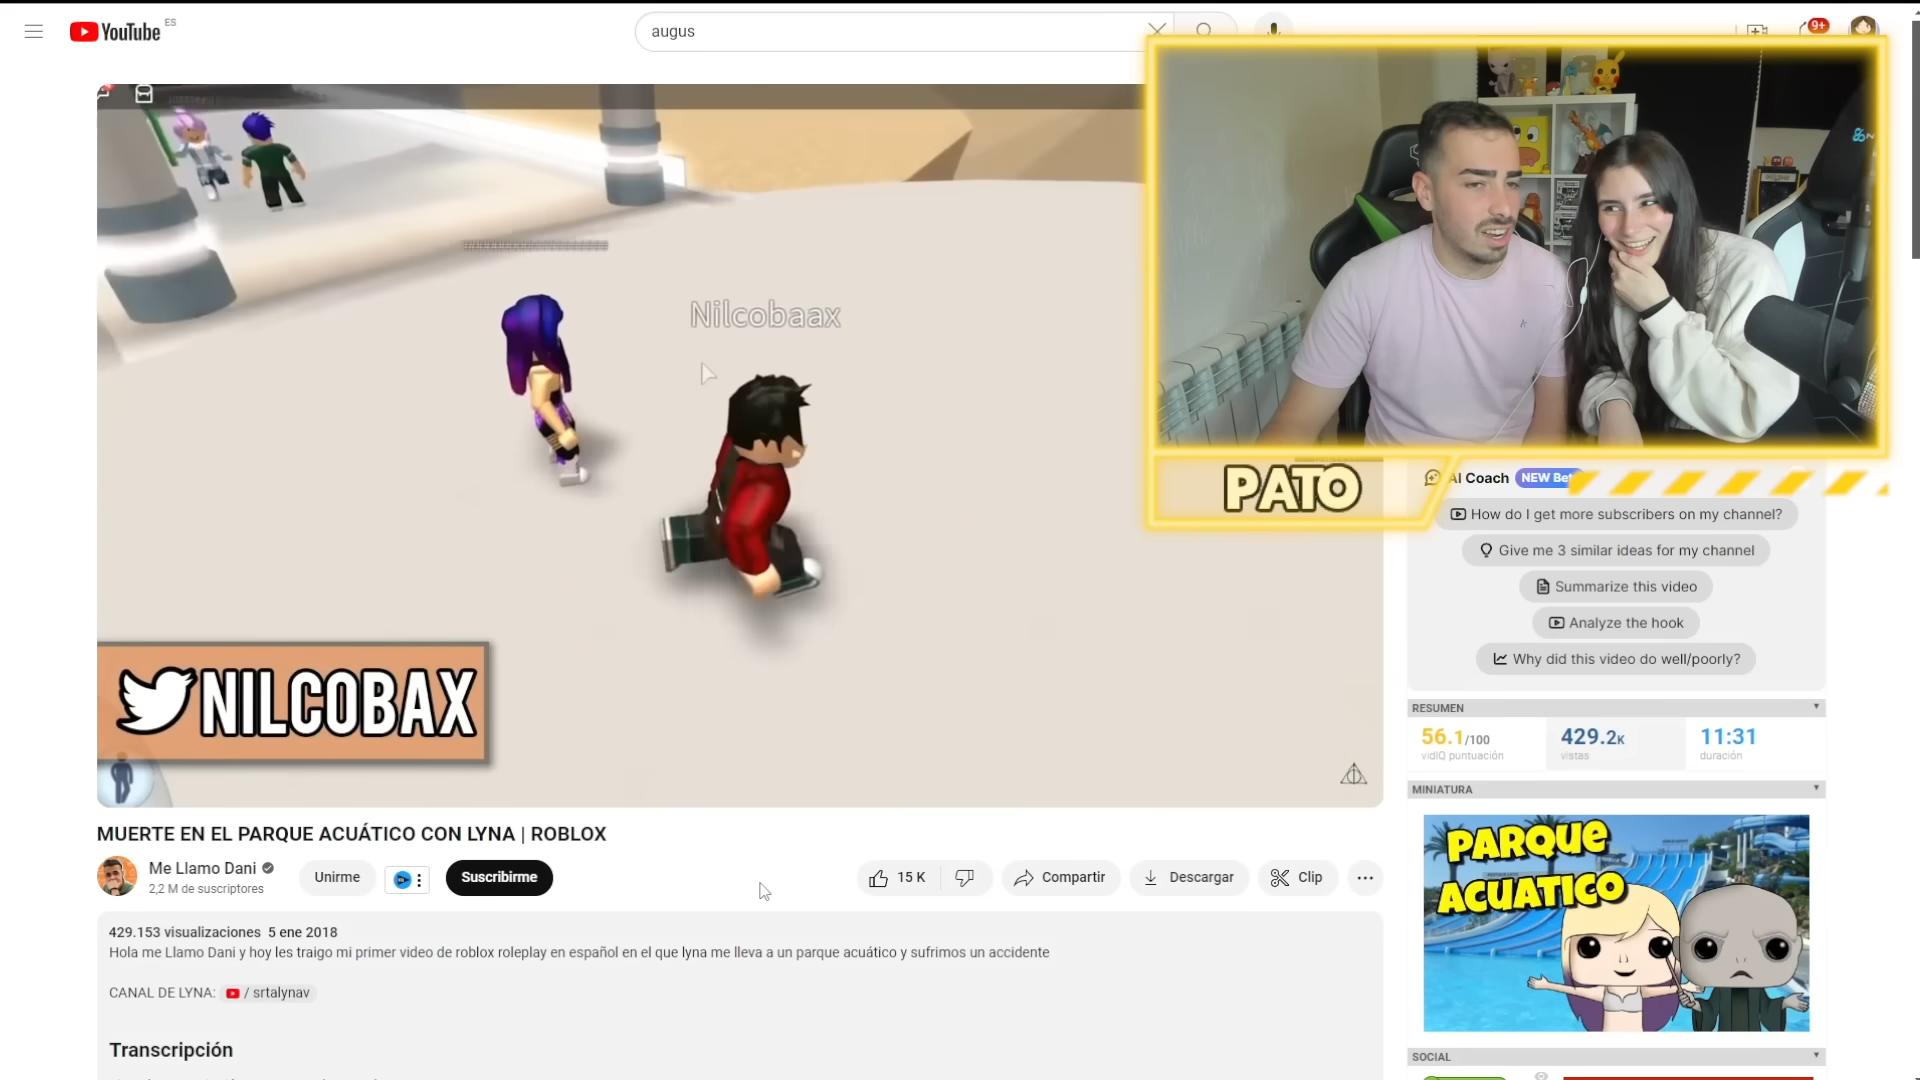 YouTube ES
augus
9+
Nilcobaax
NILCOBAX
PATO
AI Coach NEW Bet
How do I get more subscribers on my channel?
Give me 3 similar ideas for my channel
Summarize this video
Analyze the hook
Why did this video do well/poorly?
RESUMEN
56.1/100
vidIQ puntuación
429.2K
vistas
11:31
duración
MINIATURA
PARQUE
ACUATICO
SOCIAL
MUERTE EN EL PARQUE ACUÁTICO CON LYNA | ROBLOX
Me Llamo Dani
2,2 M de suscriptores
Unirme
Suscribirme
15 K
Compartir
Descargar
Clip
429.153 visualizaciones 5 ene 2018
Hola me Llamo Dani y hoy les traigo mi primer video de roblox roleplay en español en el que lyna me lleva a un parque acuático y sufrimos un accidente
CANAL DE LYNA: / srtalynav
Transcripción